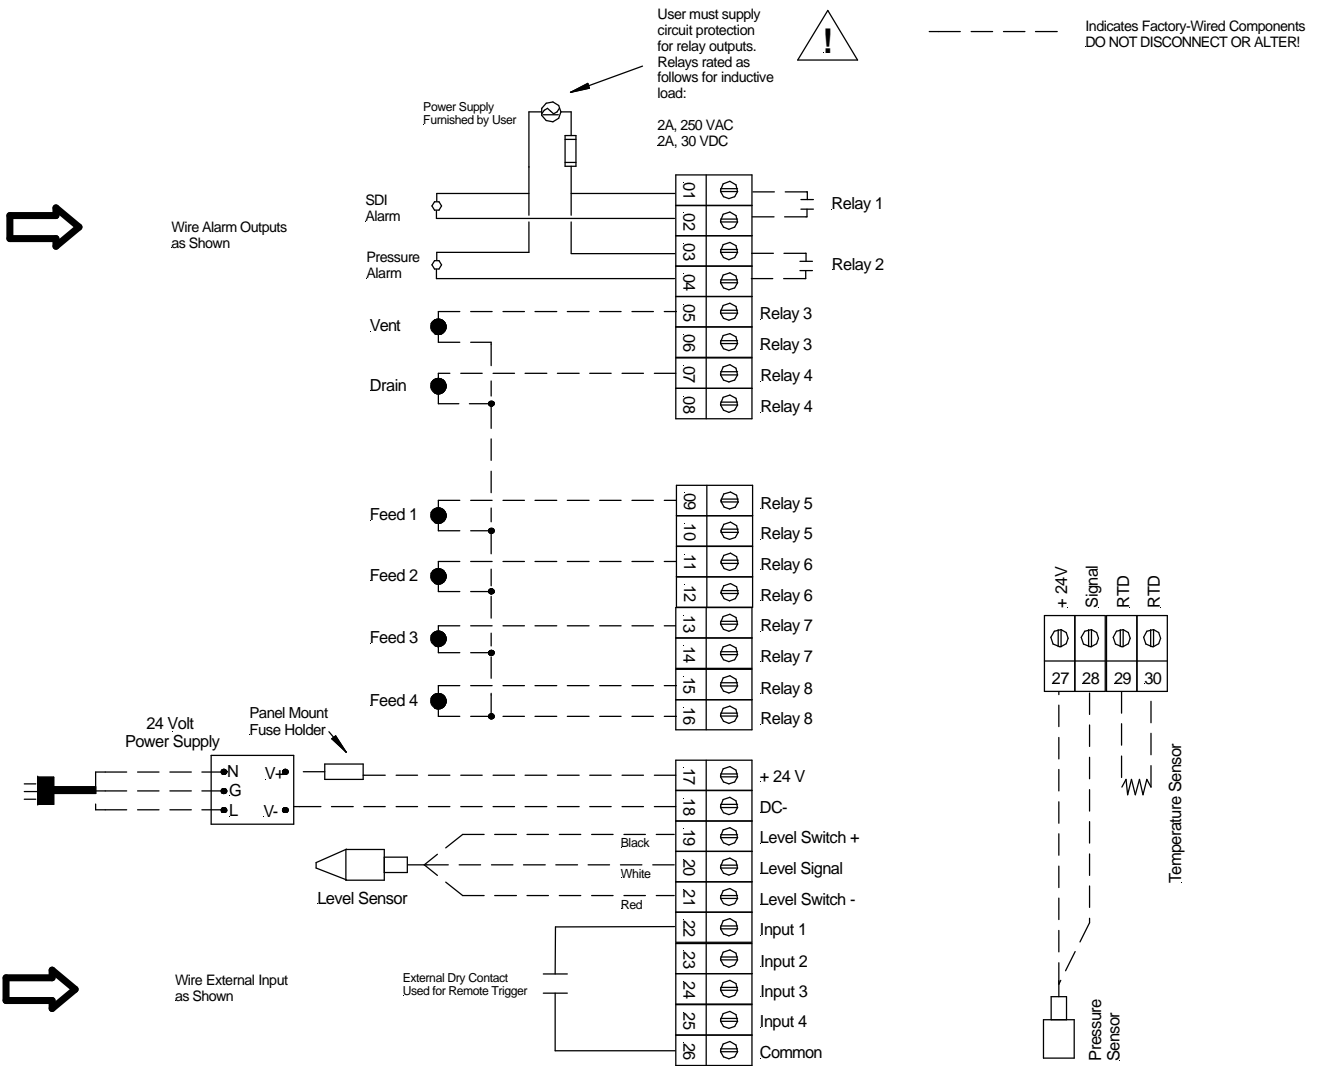 User must supply
circuit protection
for relay outputs.
Relays rated as
follows for inductive
load:
2A, 250 VAC
2A, 30 VDC
!
Indicates Factory-Wired Components
DO NOT DISCONNECT OR ALTER!
Power Supply
Furnished by User
Wire Alarm Outputs
as Shown
SDI
Alarm
Pressure
Alarm
Vent
Drain
01
02
Relay 1
03
04
Relay 2
05 Relay 3
06 Relay 3
07 Relay 4
08 Relay 4
Feed 1
Feed 2
Feed 3
Feed 4
09 Relay 5
10 Relay 5
11 Relay 6
12 Relay 6
13 Relay 7
14 Relay 7
15 Relay 8
16 Relay 8
24 Volt
Power Supply
Panel Mount
Fuse Holder
N V+
G
L V-
17 + 24 V
18 DC-
Black 19 Level Switch +
White 20 Level Signal
Red 21 Level Switch -
Level Sensor
22 Input 1
23 Input 2
24 Input 3
25 Input 4
26 Common
Wire External Input
as Shown
External Dry Contact
Used for Remote Trigger
+ 24V
Signal
RTD
RTD
27 28 29 30
Temperature Sensor
Pressure
Sensor